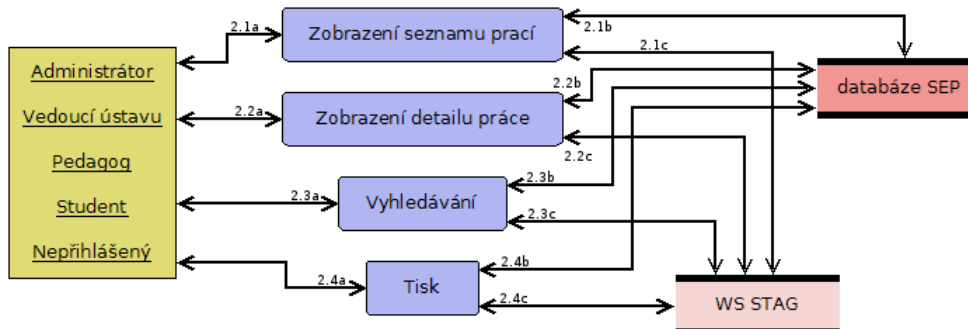 2.1a
Zobrazení seznamu prací
2.1b
2.1c
Administrátor
Vedoucí ústavu
Pedagog
Student
Nepřihlášený
2.2a
Zobrazení detailu práce
2.2b
2.2c
databáze SEP
2.3a
Vyhledávání
2.3b
2.3c
2.4a
Tisk
2.4b
2.4c
WS STAG